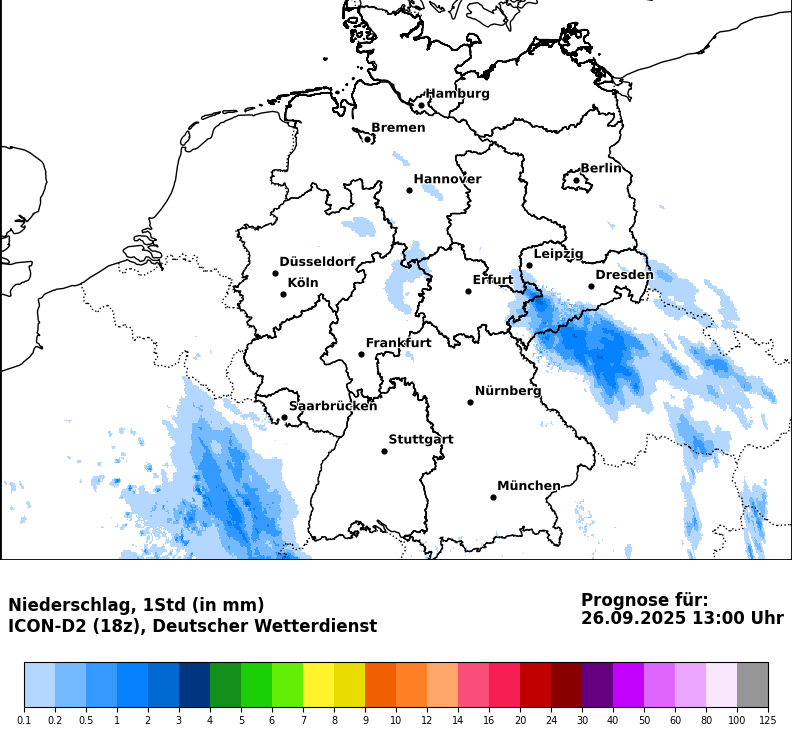 Hamburg
Bremen
Berlin
Hannover
Leipzig
Düsseldorf
Dresden
Köln
Erfurt
Frankfurt
Nürnberg
Saarbrücken
Stuttgart
München
Niederschlag, 1Std (in mm)
ICON-D2 (18z), Deutscher Wetterdienst
Prognose für:
26.09.2025 13:00 Uhr
0.1 0.2 0.5 1 2 3 4 5 6 7 8 9 10 12 14 16 20 24 30 40 50 60 80 100 125